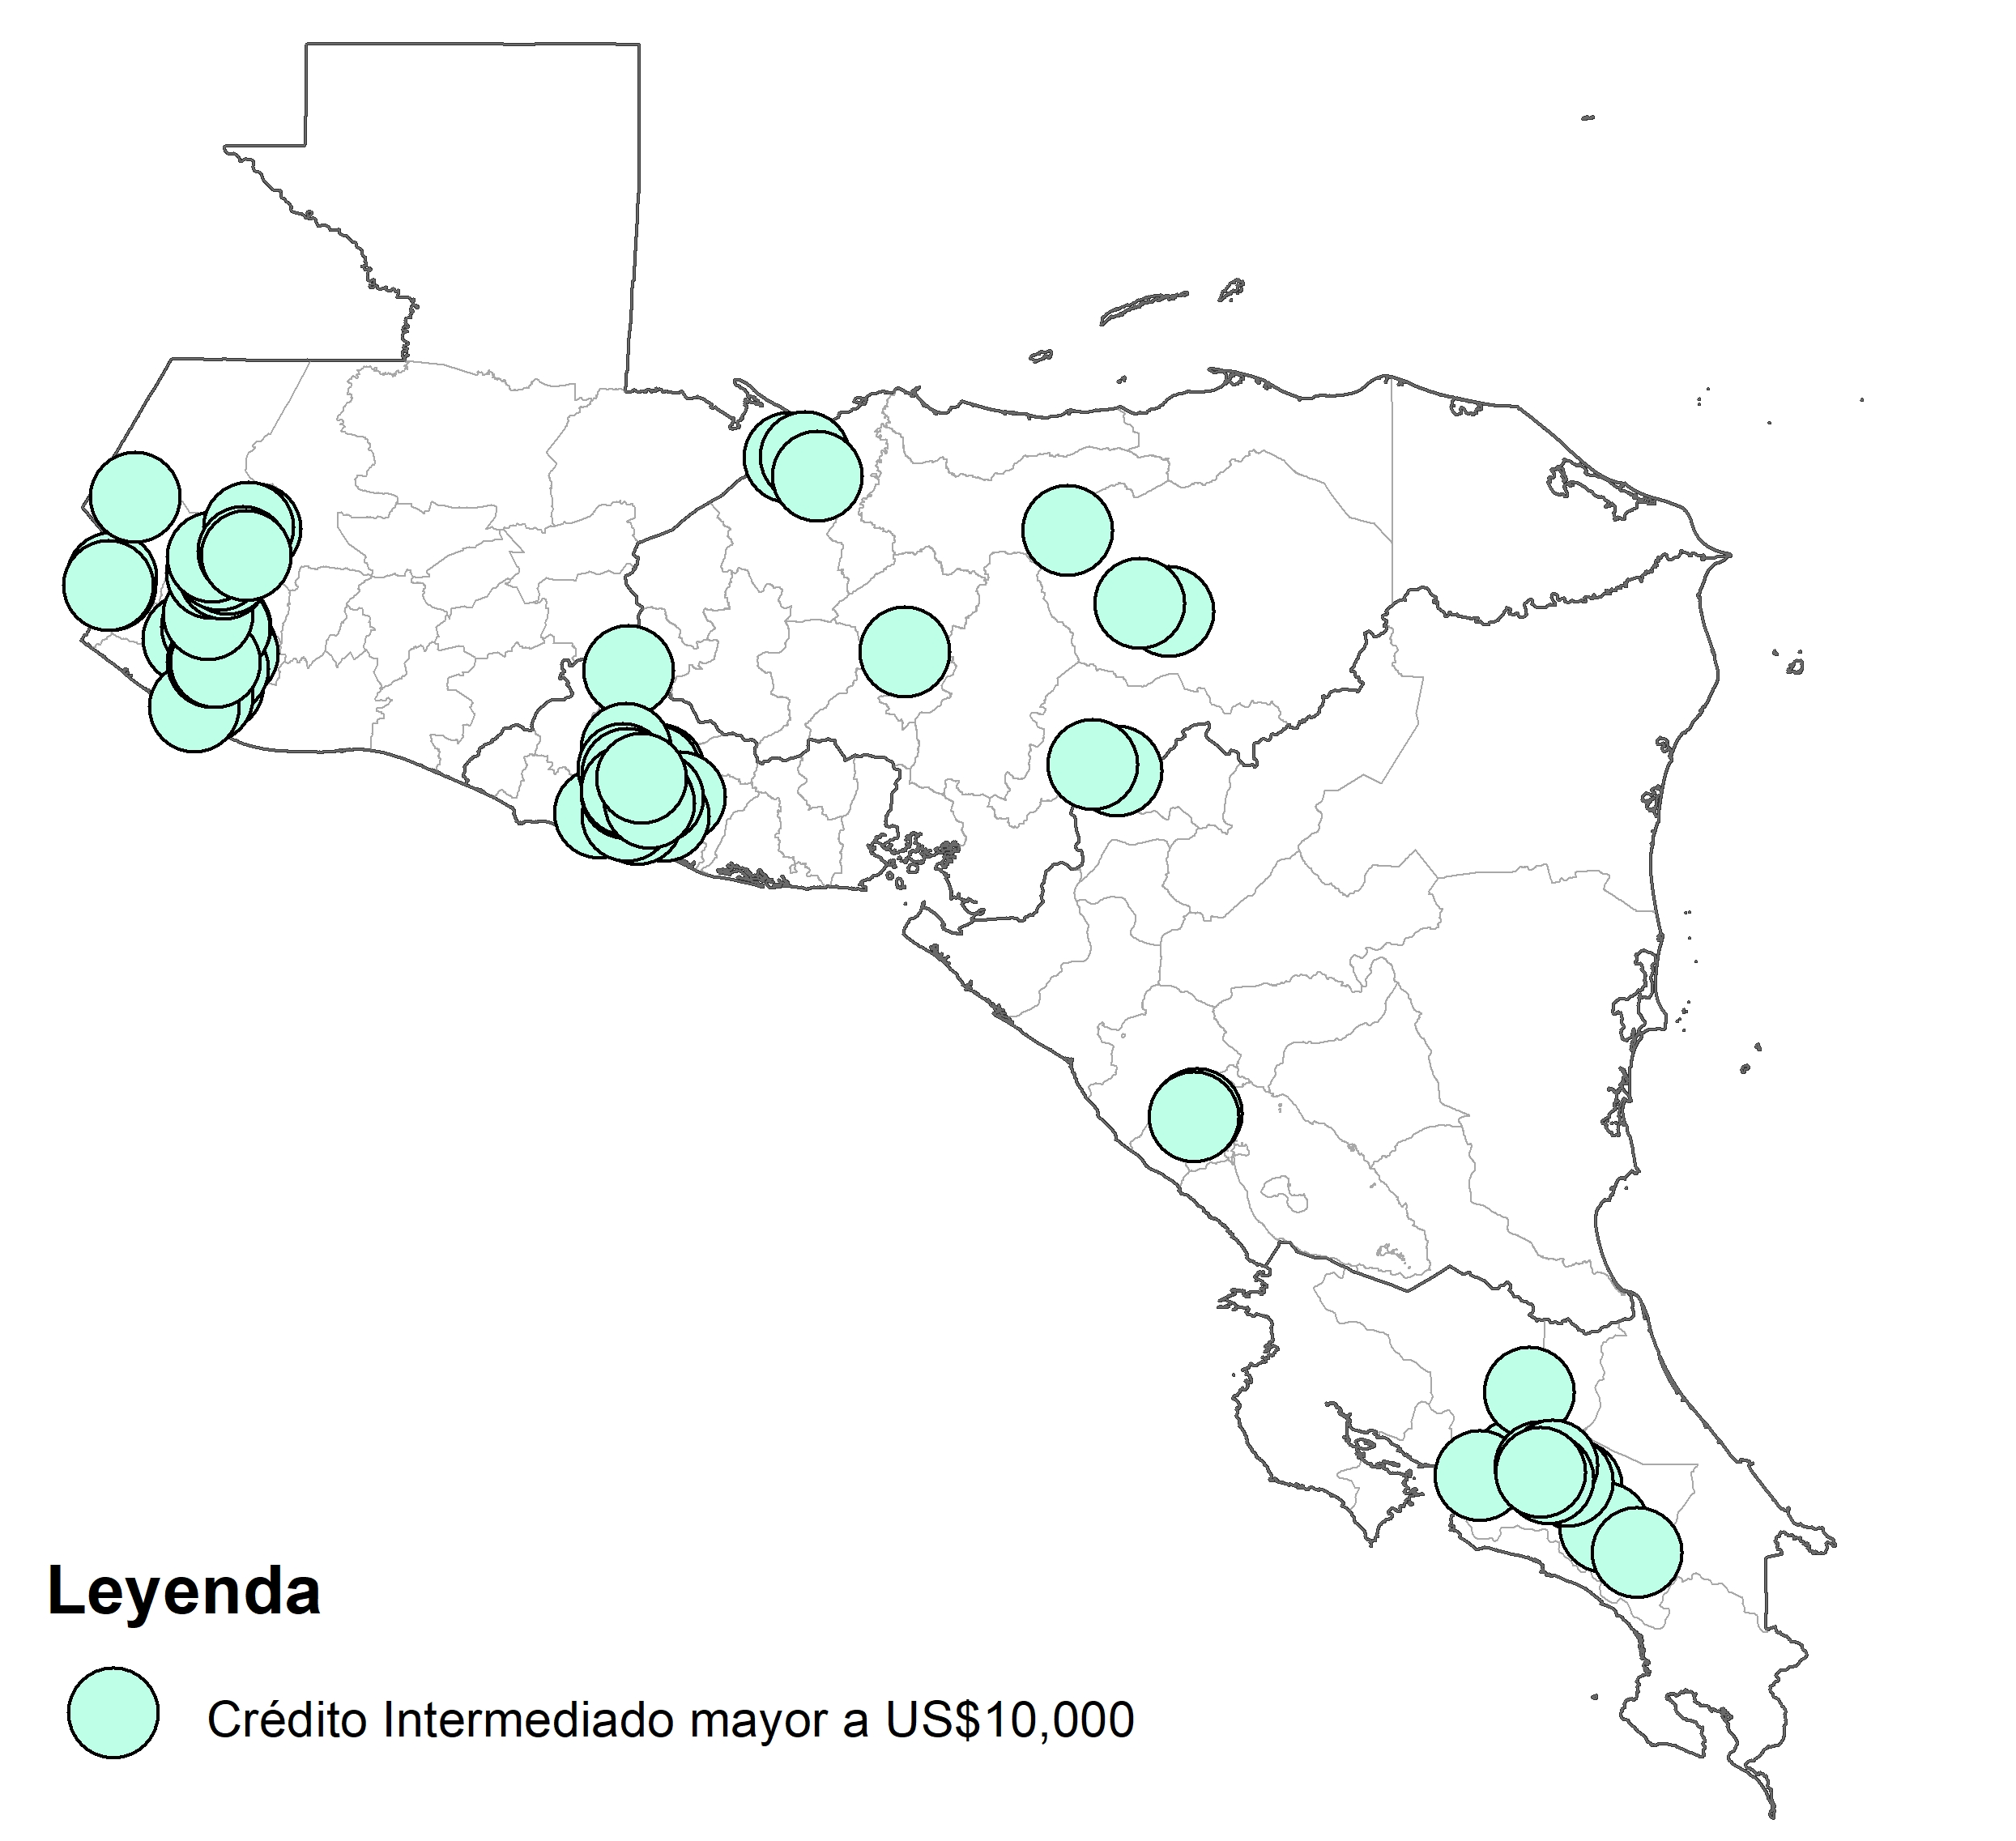 Leyenda
Crédito Intermediado mayor a US$10,000